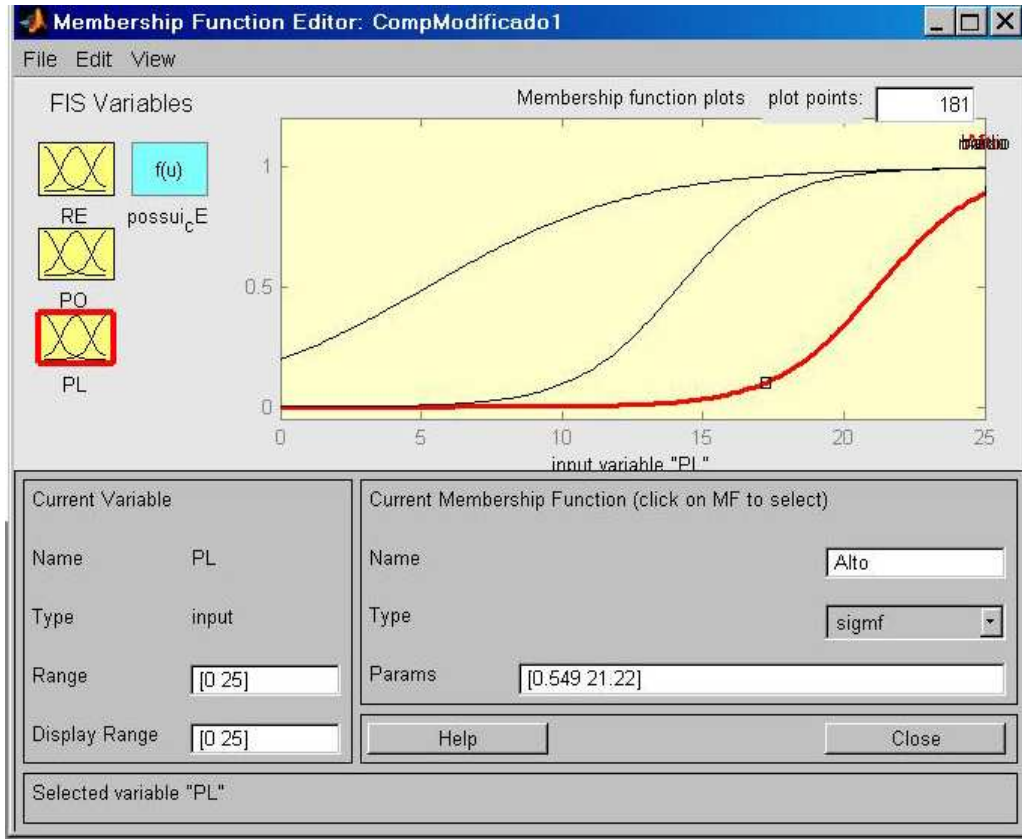 Membership Function Editor: CompModificado1
File Edit View
FIS Variables
Membership function plots plot points: 181
f(u)
RE
possui_cE
PO
PL
1
0.5
0
0 5 10 15 20 25
input variable "PL"
Current Variable
Name PL
Type input
Range [0 25]
Display Range [0 25]
Current Membership Function (click on MF to select)
Name Alto
Type sigmf
Params [0.549 21.22]
Help Close
Selected variable "PL"